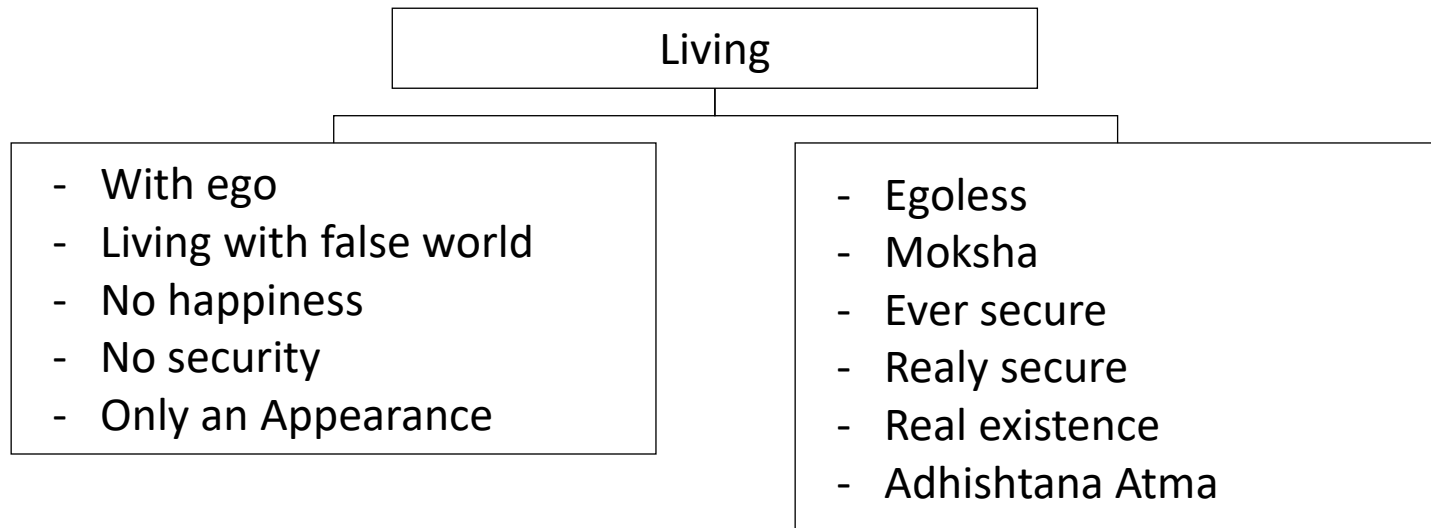 Living
- With ego
- Living with false world
- No happiness
- No security
- Only an Appearance
- Egoless
- Moksha
- Ever secure
- Realy secure
- Real existence
- Adhishtana Atma